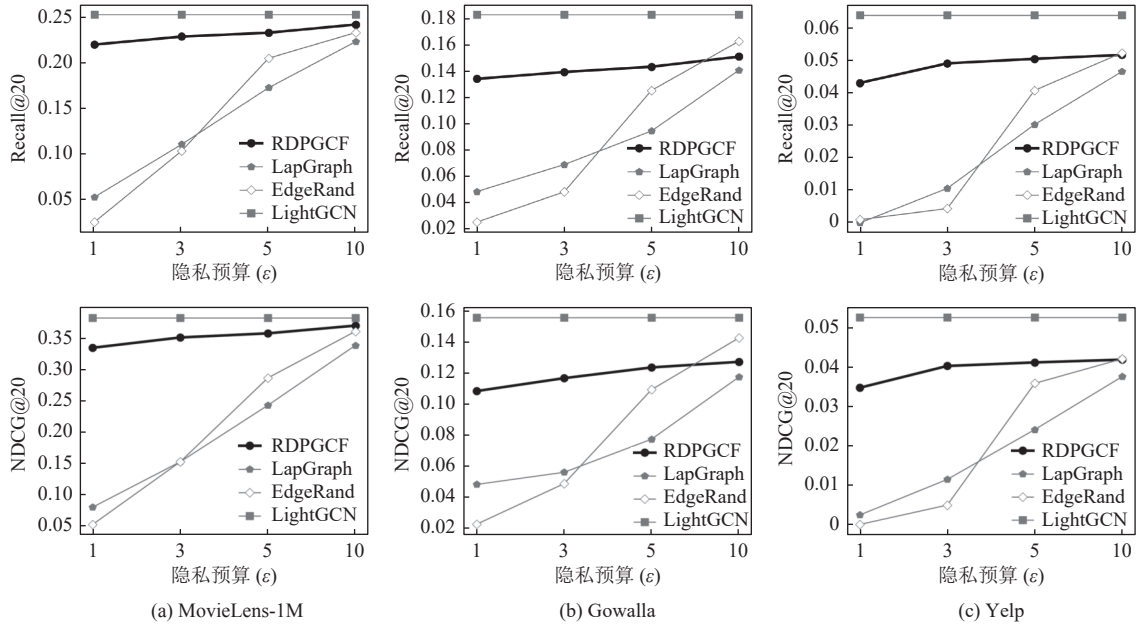 0.25
0.20
0.15
0.10
0.05
Recall@20
RDPGCF
LapGraph
EdgeRand
LightGCN
1 3 5 10
隐私预算 (ε)
0.18
0.16
0.14
0.12
0.10
0.08
0.06
0.04
0.02
Recall@20
RDPGCF
LapGraph
EdgeRand
LightGCN
1 3 5 10
隐私预算 (ε)
0.06
0.05
0.04
0.03
0.02
0.01
0
Recall@20
RDPGCF
LapGraph
EdgeRand
LightGCN
1 3 5 10
隐私预算 (ε)
0.35
0.30
0.25
0.20
0.15
0.10
0.05
NDCG@20
RDPGCF
LapGraph
EdgeRand
LightGCN
1 3 5 10
隐私预算 (ε)
0.16
0.14
0.12
0.10
0.08
0.06
0.04
0.02
NDCG@20
RDPGCF
LapGraph
EdgeRand
LightGCN
1 3 5 10
隐私预算 (ε)
0.05
0.04
0.03
0.02
0.01
0
NDCG@20
RDPGCF
LapGraph
EdgeRand
LightGCN
1 3 5 10
隐私预算 (ε)
(a) MovieLens-1M
(b) Gowalla
(c) Yelp